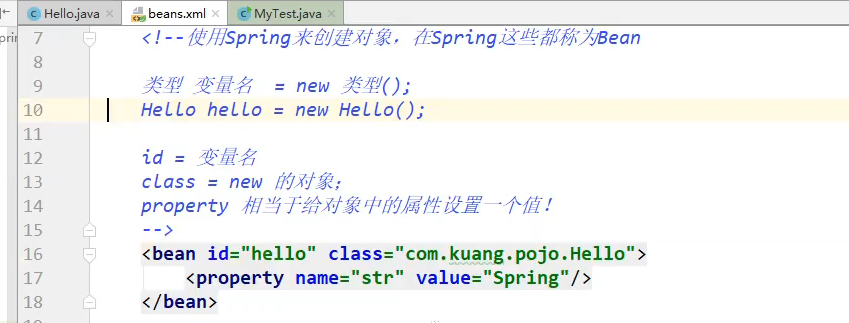 Hello.java × beans.xml × MyTest.java ×
7 <!--使用Spring来创建对象，在Spring这些都称为Bean
8
9 类型 变量名 = new 类型();
10 Hello hello = new Hello();
11
12 id = 变量名
13 class = new 的对象;
14 property 相当于给对象中的属性设置一个值！
15 -->
16 <bean id="hello" class="com.kuang.pojo.Hello">
17 <property name="str" value="Spring"/>
18 </bean>